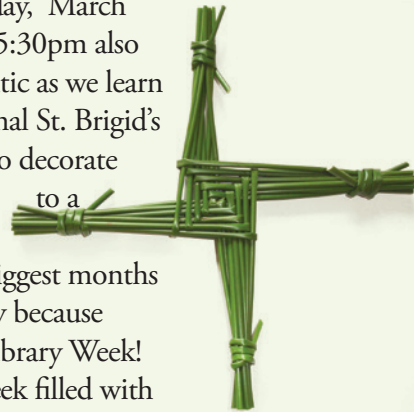 day, March
5:30pm also
tic as we learn
nal St. Brigid’s
o decorate
to a
iggest months
y because
ibrary Week!
eek filled with